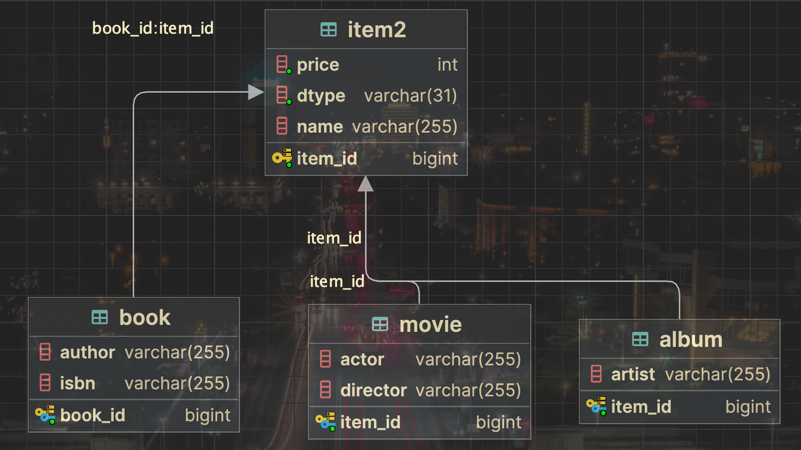 book_id:item_id
item2
price int
dtype varchar(31)
name varchar(255)
item_id bigint
item_id
item_id
book
author varchar(255)
isbn varchar(255)
book_id bigint
movie
actor varchar(255)
director varchar(255)
item_id bigint
album
artist varchar(255)
item_id bigint